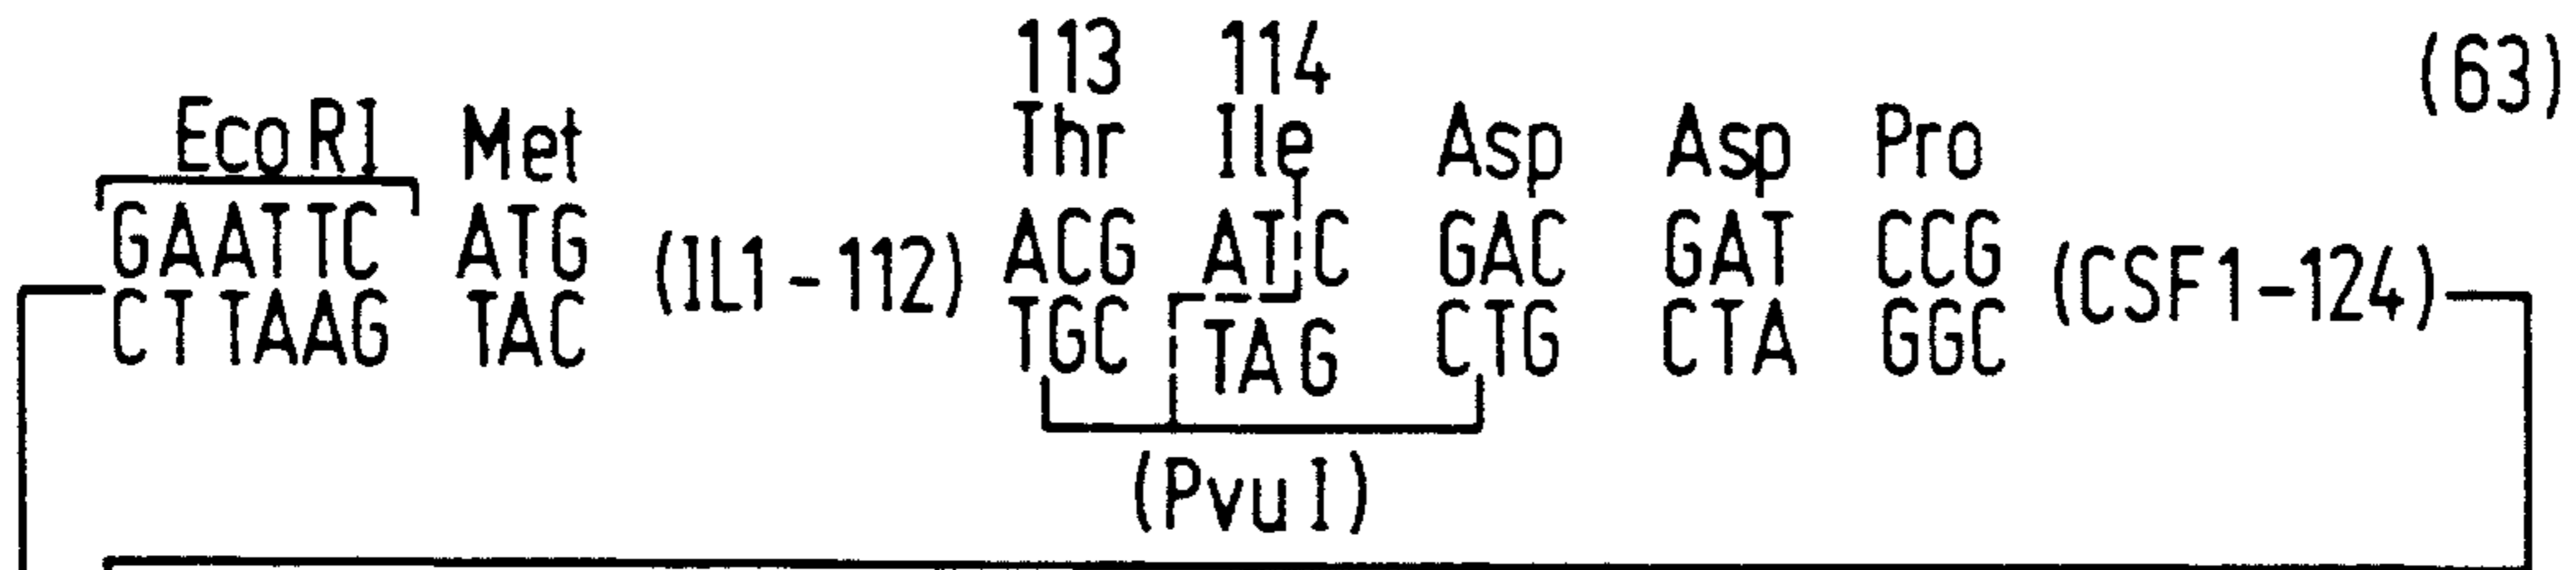 113 114 (63)
EcoRI Met Thr Ile Asp Asp Pro
GAATTC ATG (IL1-112) ACG ATC GAC GAT CCG (CSF1-124)
CTTAAG TAC TGC TAG CTG CTA GGC
(PvuI)